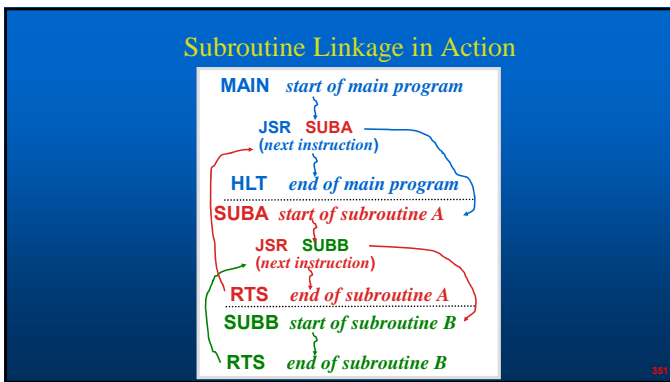 Subroutine Linkage in Action
MAIN start of main program
JSR SUBA
(next instruction)
HLT end of main program
SUBA start of subroutine A
JSR SUBB
(next instruction)
RTS end of subroutine A
SUBB start of subroutine B
RTS end of subroutine B
351